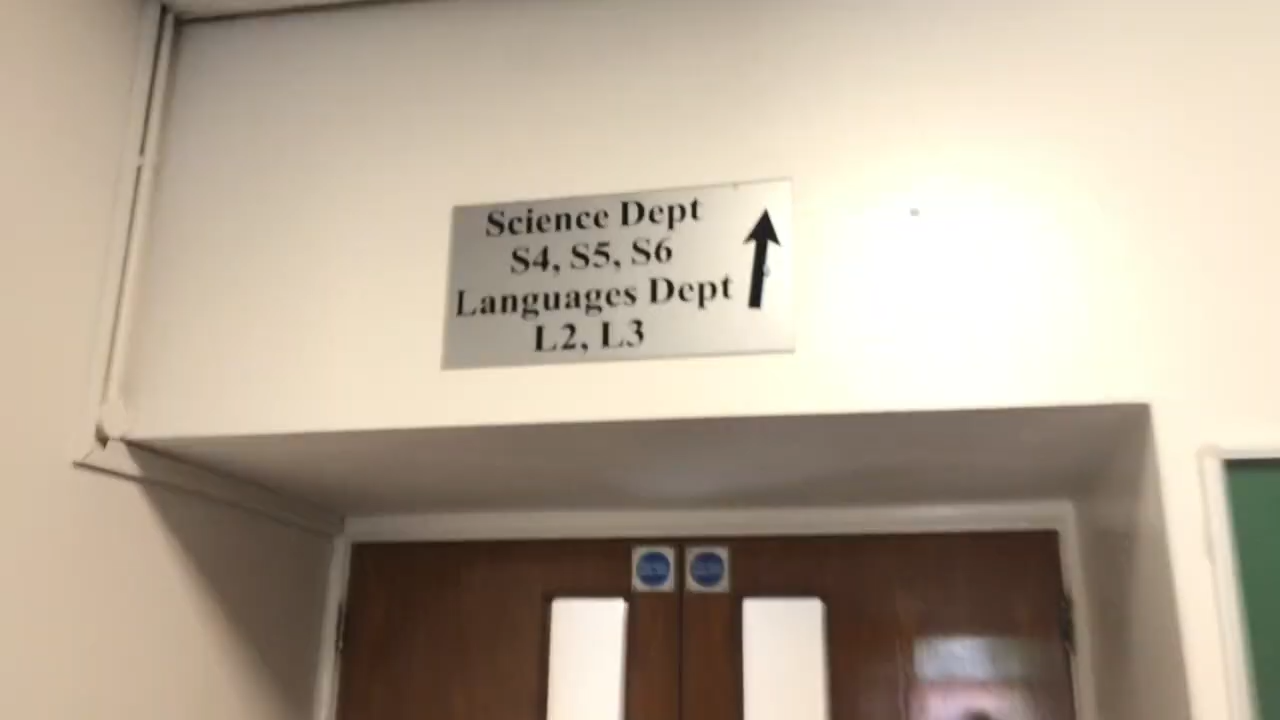 Science Dept
S4, S5, S6
Languages Dept
L2, L3